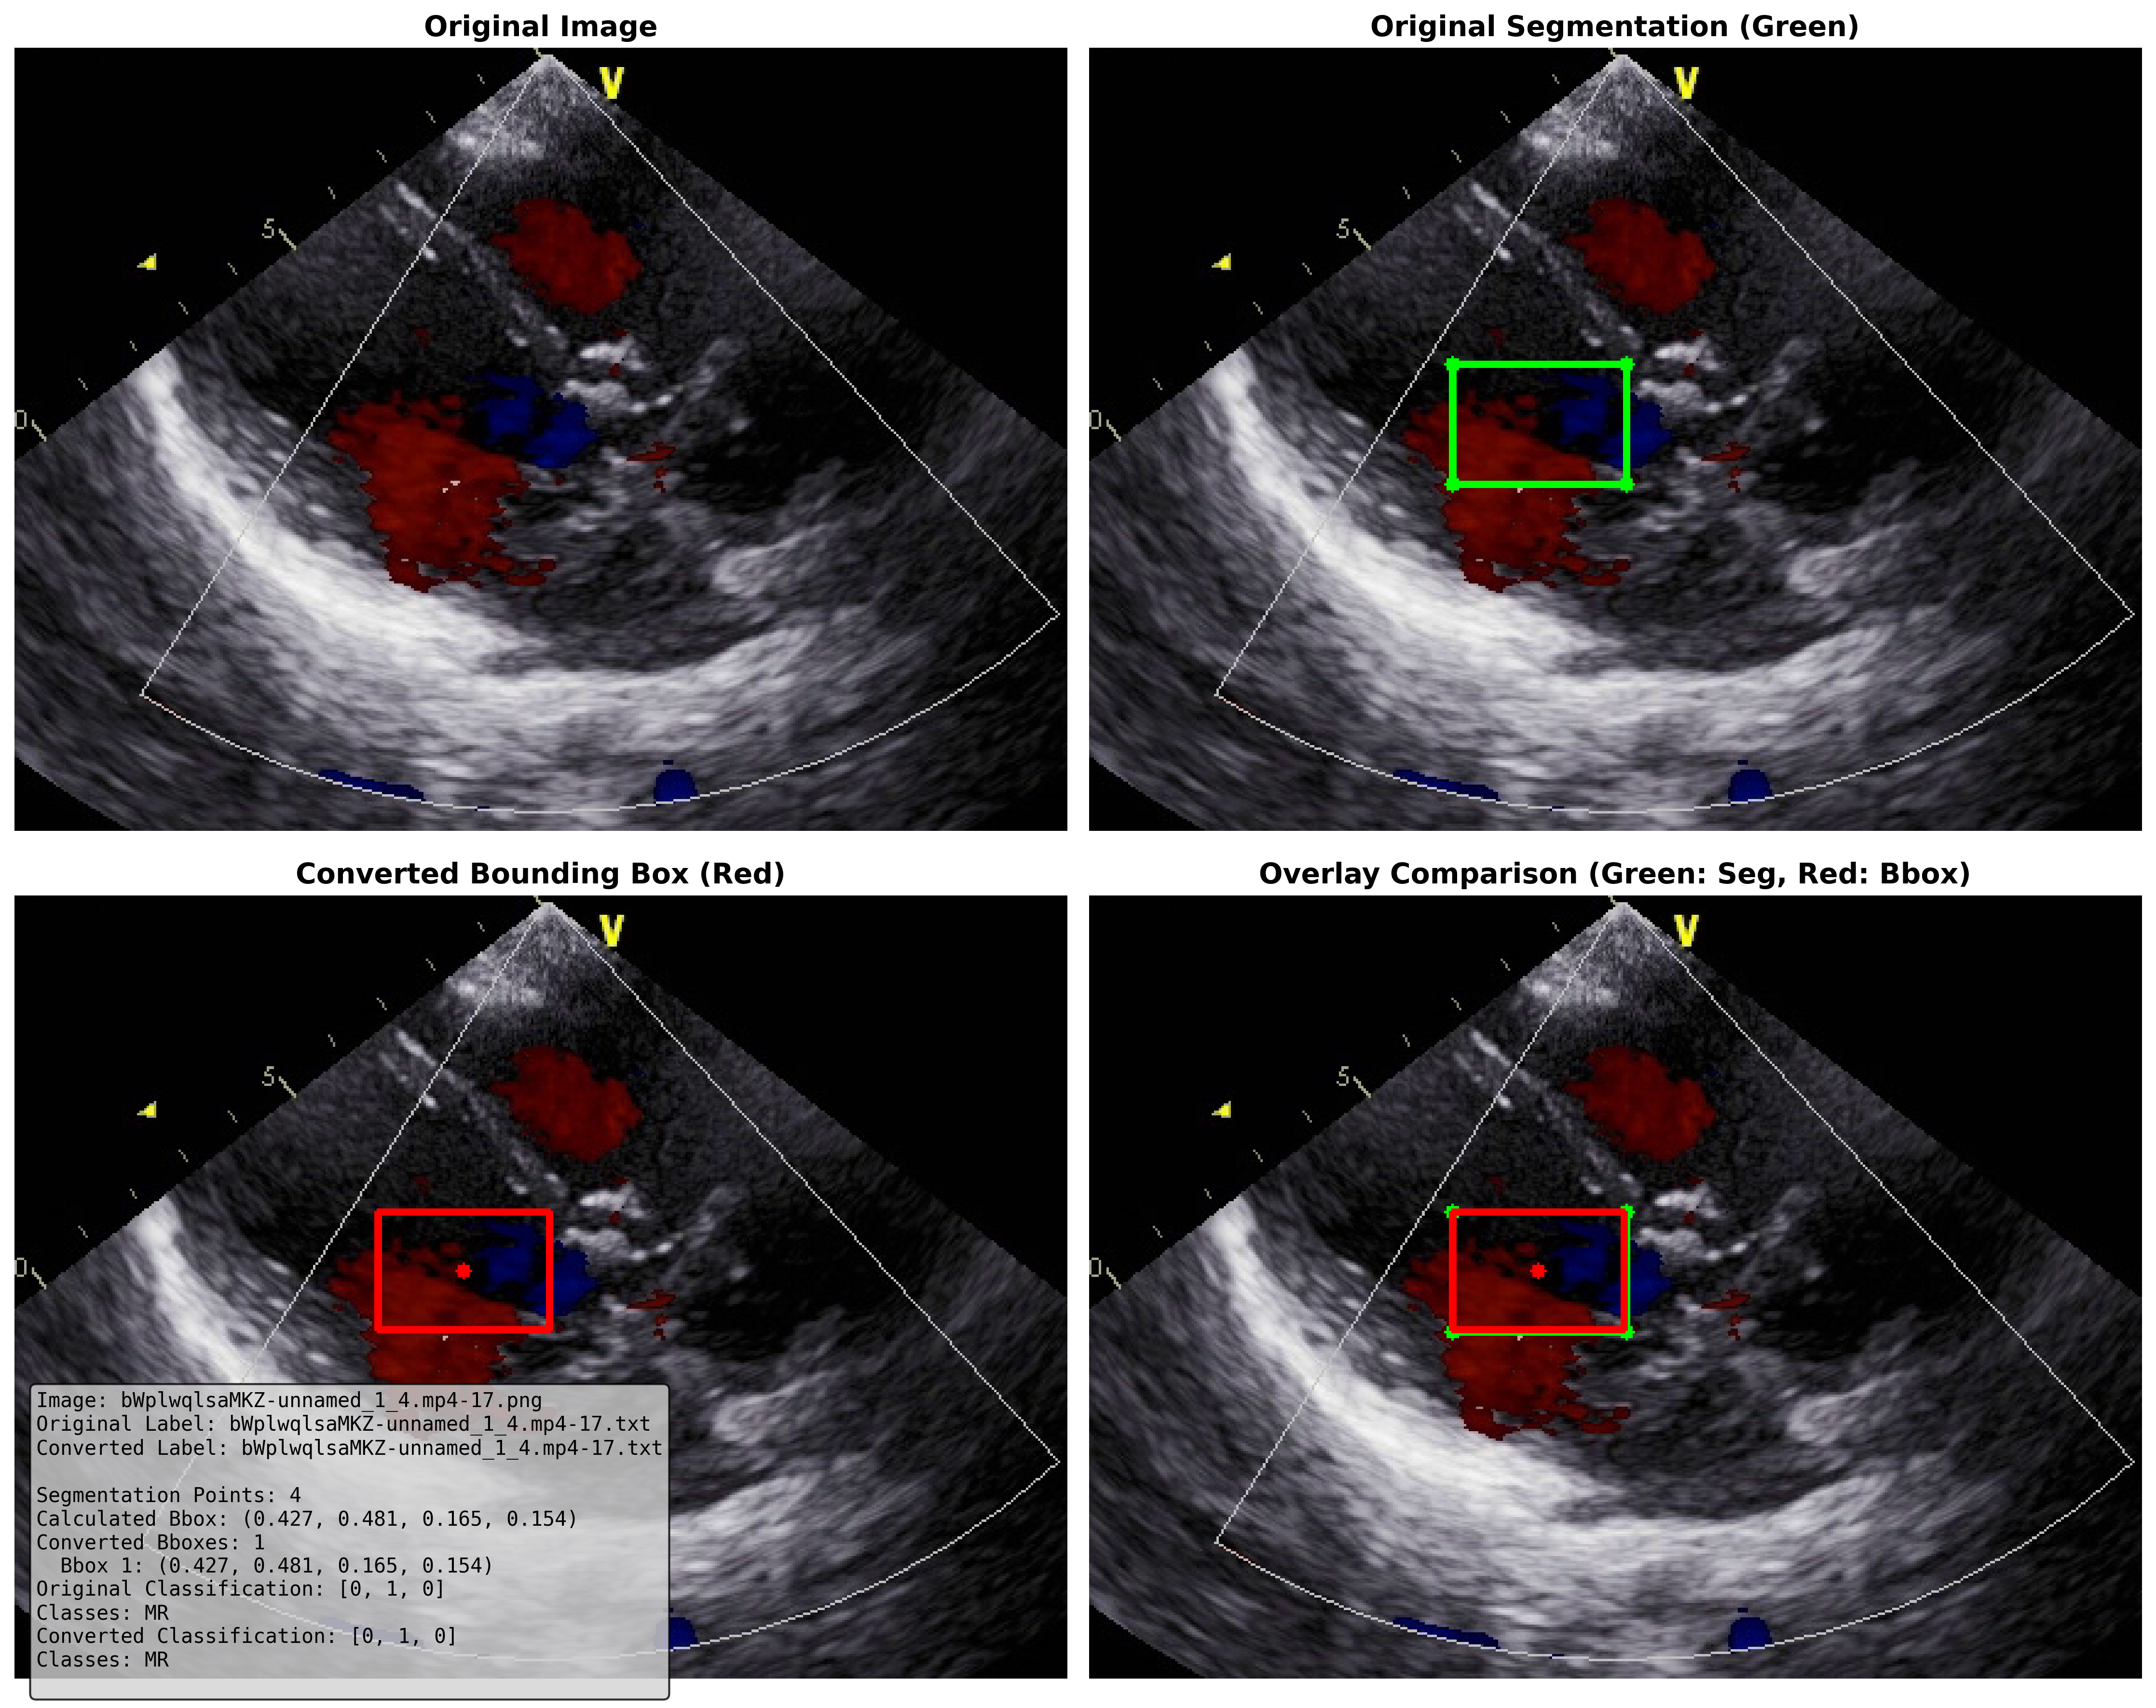 Original Image
Original Segmentation (Green)
V
5
0
V
5
0
Converted Bounding Box (Red)
Overlay Comparison (Green: Seg, Red: Bbox)
V
5
0
V
5
0
Image: bWplwqlsaMKZ-unnamed_1_4.mp4-17.png
Original Label: bWplwqlsaMKZ-unnamed_1_4.mp4-17.txt
Converted Label: bWplwqlsaMKZ-unnamed_1_4.mp4-17.txt
Segmentation Points: 4
Calculated Bbox: (0.427, 0.481, 0.165, 0.154)
Converted Bboxes: 1
Bbox 1: (0.427, 0.481, 0.165, 0.154)
Original Classification: [0, 1, 0]
Classes: MR
Converted Classification: [0, 1, 0]
Classes: MR